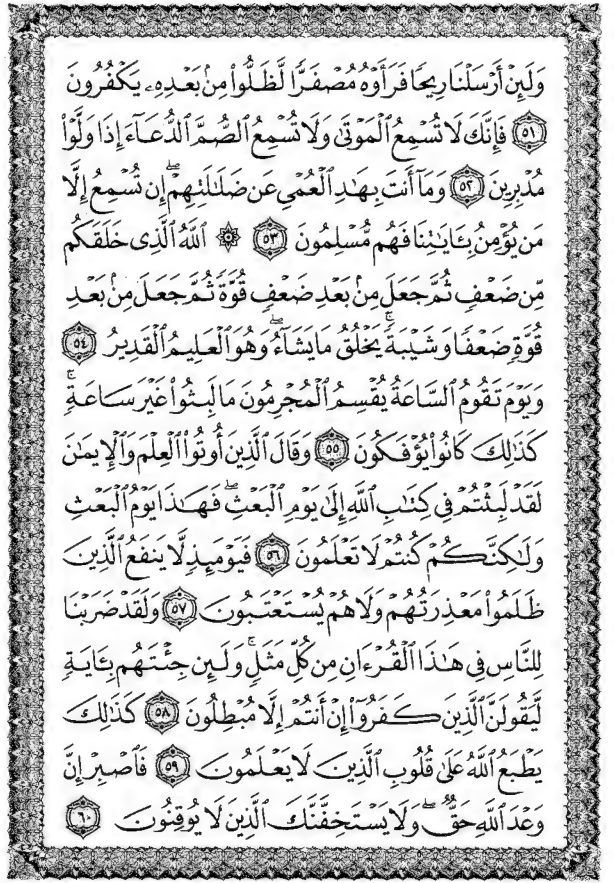 وَلَئِنْ أَرْسَلْنَا رِيحًا فَرَأَوْهُ مُصْفَرًّا لَّظَلُّوا۟ مِنۢ بَعْدِهِۦ يَكْفُرُونَ
٥١ فَإِنَّكَ لَا تُسْمِعُ ٱلْمَوْتَىٰ وَلَا تُسْمِعُ ٱلصُّمَّ ٱلدُّعَآءَ إِذَا وَلَّوْا۟
مُدْبِرِينَ ٥٢ وَمَآ أَنتَ بِهَٰدِ ٱلْعُمْىِ عَن ضَلَٰلَتِهِمْ ۖ إِن تُسْمِعُ إِلَّا
مَن يُؤْمِنُ بِـَٔايَٰتِنَا فَهُم مُّسْلِمُونَ ٥٣ ۞ ٱللَّهُ ٱلَّذِى خَلَقَكُم
مِّن ضَعْفٍ ثُمَّ جَعَلَ مِنۢ بَعْدِ ضَعْفٍ قُوَّةً ثُمَّ جَعَلَ مِنۢ بَعْدِ
قُوَّةٍ ضَعْفًا وَشَيْبَةً ۚ يَخْلُقُ مَا يَشَآءُ ۖ وَهُوَ ٱلْعَلِيمُ ٱلْقَدِيرُ ٥٤
وَيَوْمَ تَقُومُ ٱلسَّاعَةُ يُقْسِمُ ٱلْمُجْرِمُونَ مَا لَبِثُوا۟ غَيْرَ سَاعَةٍ ۚ
كَذَٰلِكَ كَانُوا۟ يُؤْفَكُونَ ٥٥ وَقَالَ ٱلَّذِينَ أُوتُوا۟ ٱلْعِلْمَ وَٱلْإِيمَٰنَ
لَقَدْ لَبِثْتُمْ فِى كِتَٰبِ ٱللَّهِ إِلَىٰ يَوْمِ ٱلْبَعْثِ ۖ فَهَٰذَا يَوْمُ ٱلْبَعْثِ
وَلَٰكِنَّكُمْ كُنتُمْ لَا تَعْلَمُونَ ٥٦ فَيَوْمَئِذٍ لَّا يَنفَعُ ٱلَّذِينَ
ظَلَمُوا۟ مَعْذِرَتُهُمْ وَلَا هُمْ يُسْتَعْتَبُونَ ٥٧ وَلَقَدْ ضَرَبْنَا
لِلنَّاسِ فِى هَٰذَا ٱلْقُرْءَانِ مِن كُلِّ مَثَلٍ ۚ وَلَئِن جِئْتَهُم بِـَٔايَةٍ
لَّيَقُولَنَّ ٱلَّذِينَ كَفَرُوٓا۟ إِنْ أَنتُمْ إِلَّا مُبْطِلُونَ ٥٨ كَذَٰلِكَ
يَطْبَعُ ٱللَّهُ عَلَىٰ قُلُوبِ ٱلَّذِينَ لَا يَعْلَمُونَ ٥٩ فَٱصْبِرْ إِنَّ
وَعْدَ ٱللَّهِ حَقٌّ ۖ وَلَا يَسْتَخِفَّنَّكَ ٱلَّذِينَ لَا يُوقِنُونَ ٦٠